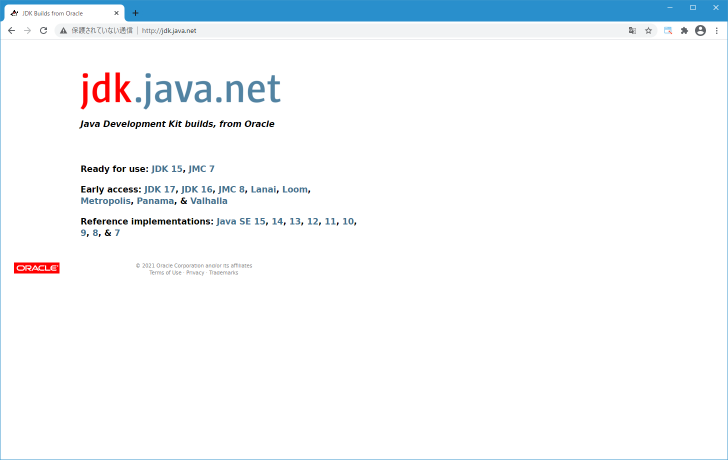 JDK Builds from Oracle
保護されていない通信 | http://jdk.java.net
jdk.java.net
Java Development Kit builds, from Oracle
Ready for use: JDK 15, JMC 7
Early access: JDK 17, JDK 16, JMC 8, Lanai, Loom,
Metropolis, Panama, & Valhalla
Reference implementations: Java SE 15, 14, 13, 12, 11, 10,
9, 8, & 7
ORACLE
© 2021 Oracle Corporation and/or its affiliates
Terms of Use · Privacy · Trademarks